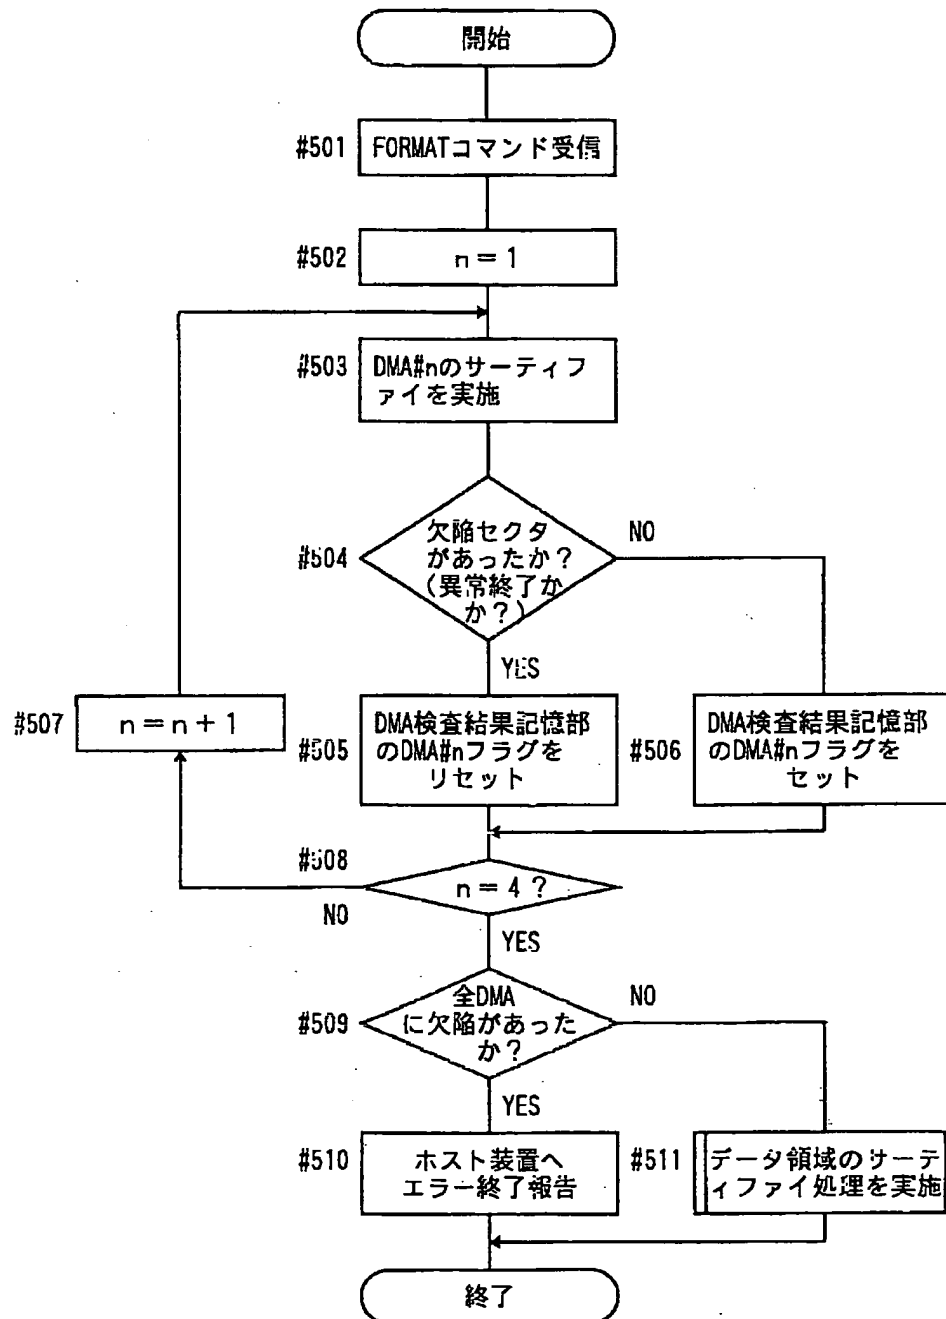 開始
#501
FORMATコマンド受信
#502
n=1
#503
DMA#nのサーティフ
ァイを実施
#504
欠陥セクタ
があったか?
(異常終了か
か?)
NO
YES
#507
n=n+1
#505
DMA検査結果記憶部
のDMA#nフラグを
リセット
#506
DMA検査結果記憶部
のDMA#nフラグを
セット
#508
n=4?
NO
YES
#509
全DMA
に欠陥があった
か?
NO
YES
#510
ホスト装置へ
エラー終了報告
#511
データ領域のサーテ
ィファイ処理を実施
終了